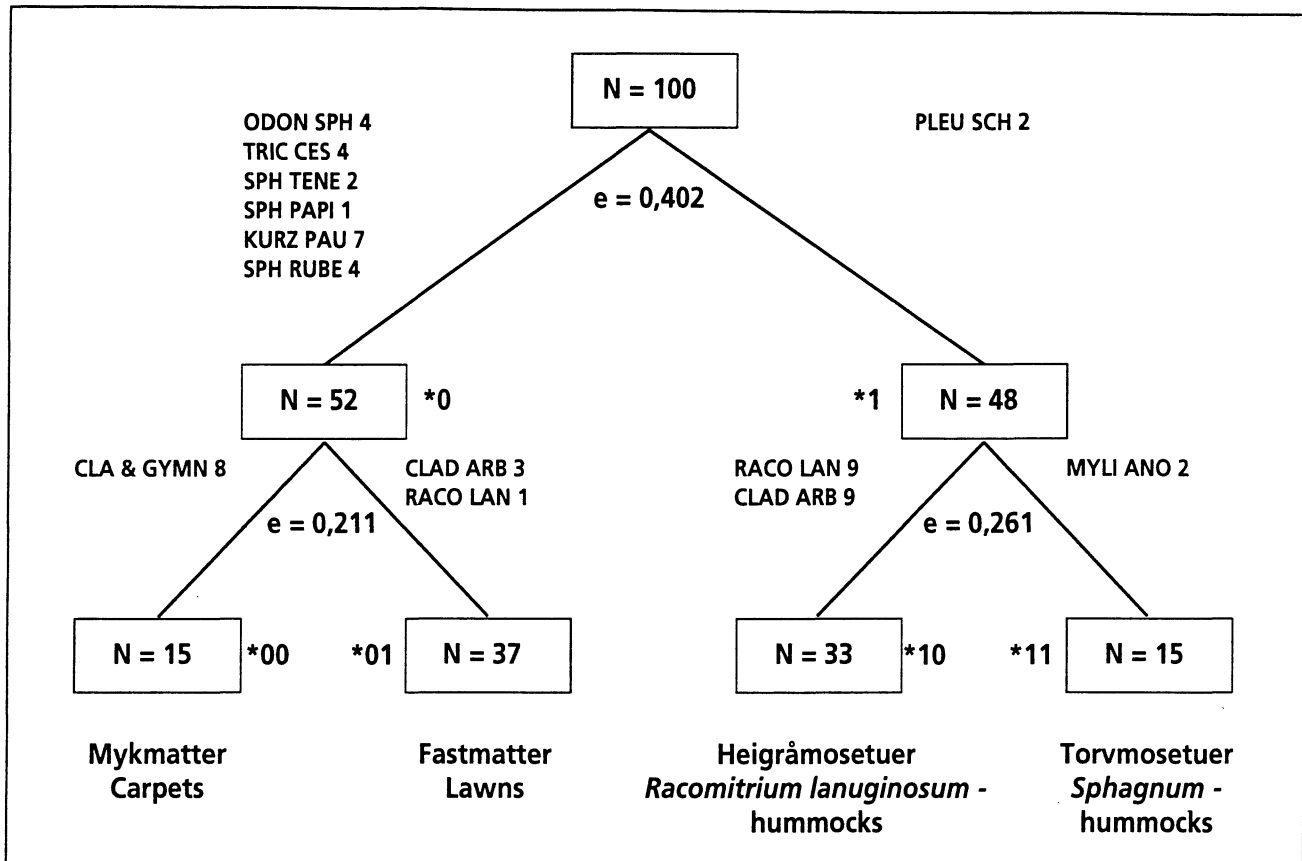 N = 100
ODON SPH 4
TRIC CES 4
SPH TENE 2
SPH PAPI 1
KURZ PAU 7
SPH RUBE 4
PLEU SCH 2
e = 0,402
N = 52
*0
*1
N = 48
CLA & GYMN 8
CLAD ARB 3
RACO LAN 1
RACO LAN 9
CLAD ARB 9
MYLI ANO 2
e = 0,211
e = 0,261
N = 15
*00
*01
N = 37
N = 33
*10
*11
N = 15
Mykmatter
Carpets
Fastmatter
Lawns
Heigråmosetuer
Racomitrium lanuginosum -
hummocks
Torvmosetuer
Sphagnum -
hummocks